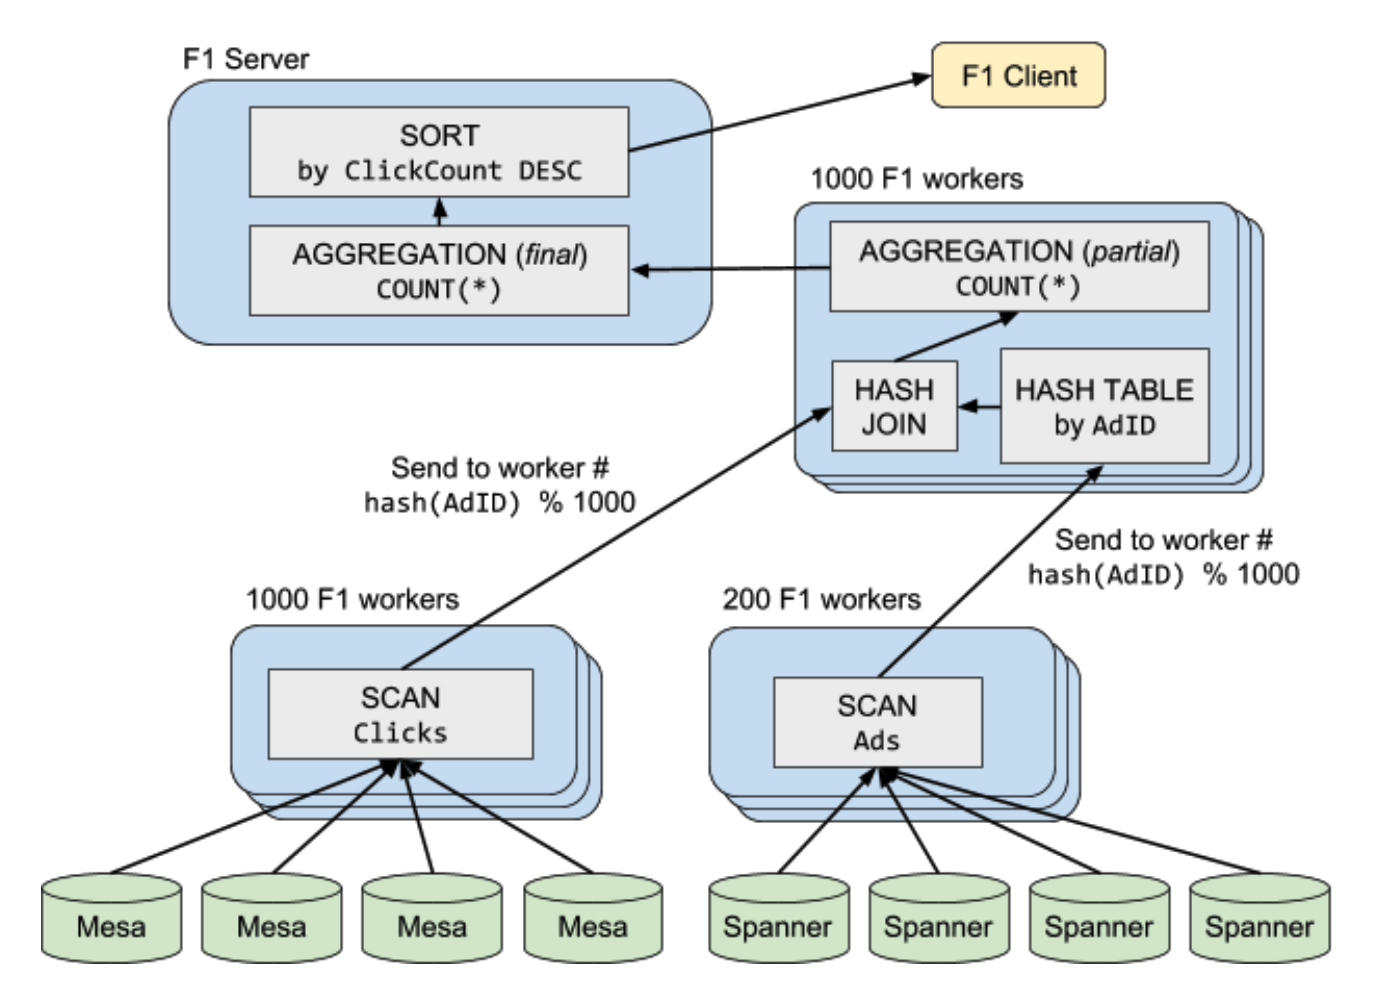 F1 Server
F1 Client
SORT
by ClickCount DESC
AGGREGATION (final)
COUNT(*)
1000 F1 workers
AGGREGATION (partial)
COUNT(*)
HASH
JOIN
HASH TABLE
by AdID
Send to worker #
hash(AdID) % 1000
Send to worker #
hash(AdID) % 1000
1000 F1 workers
SCAN
Clicks
200 F1 workers
SCAN
Ads
Mesa
Mesa
Mesa
Mesa
Spanner
Spanner
Spanner
Spanner